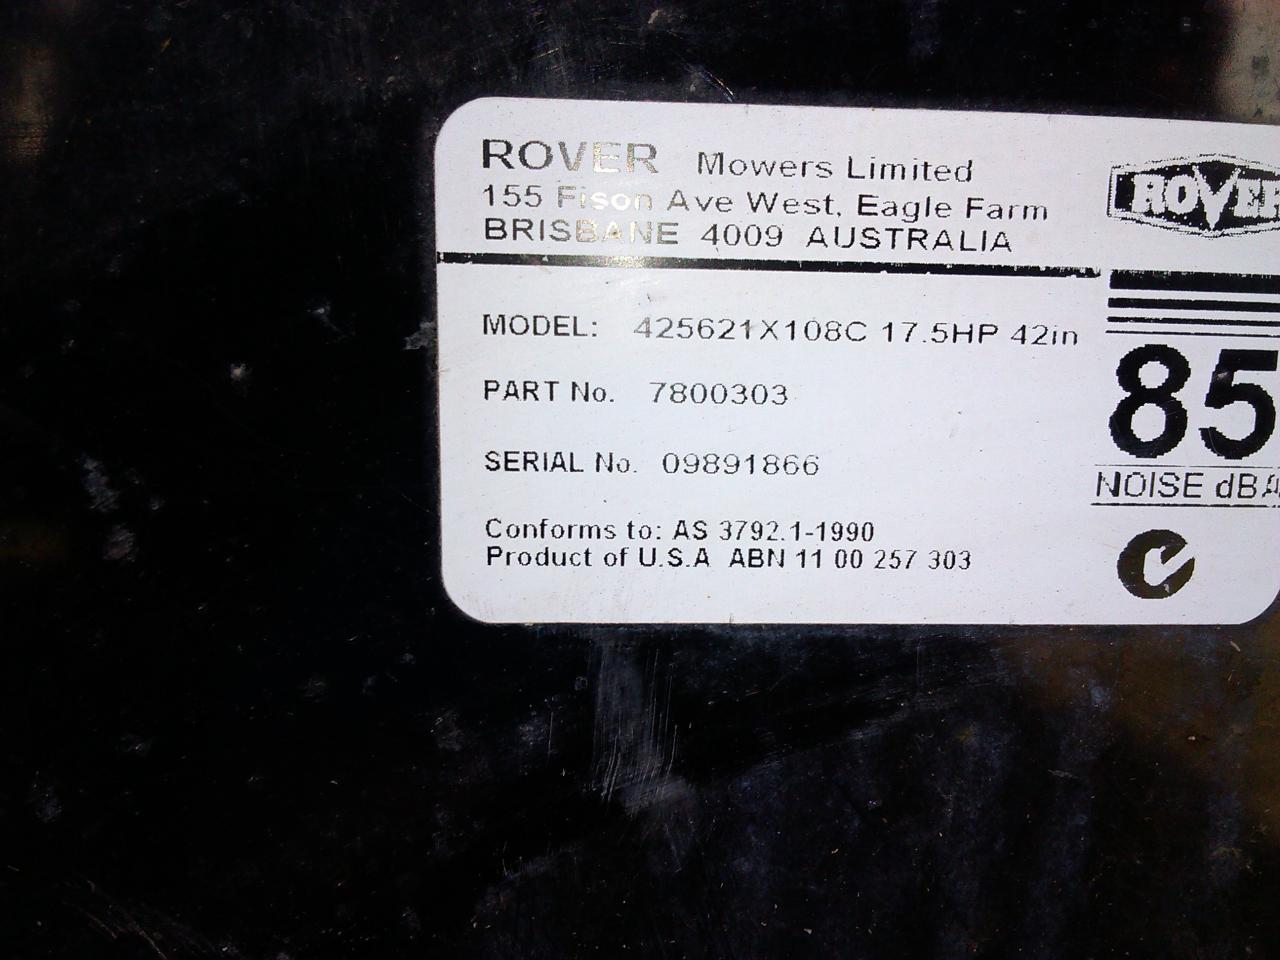 ROVER Mowers Limited
155 Fison Ave West, Eagle Farm
BRISBANE 4009 AUSTRALIA
ROVER
MODEL: 425621X108C 17.5HP 42in
PART No. 7800303
SERIAL No. 09891866
85
NOISE dBA
Conforms to: AS 3792.1-1990
Product of U.S.A ABN 11 00 257 303